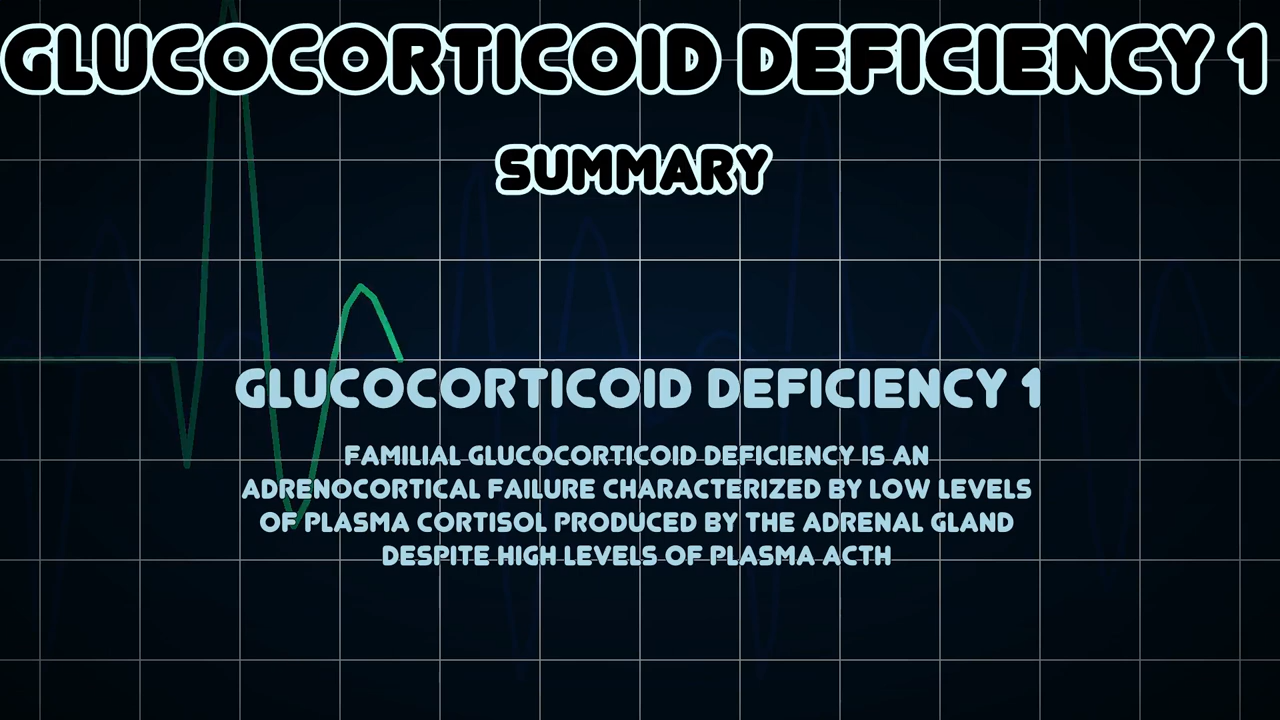 GLUCOCORTICOID DEFICIENCY 1
SUMMARY
GLUCOCORTICOID DEFICIENCY 1
FAMILIAL GLUCOCORTICOID DEFICIENCY IS AN
ADRENOCORTICAL FAILURE CHARACTERIZED BY LOW LEVELS
OF PLASMA CORTISOL PRODUCED BY THE ADRENAL GLAND
DESPITE HIGH LEVELS OF PLASMA ACTH